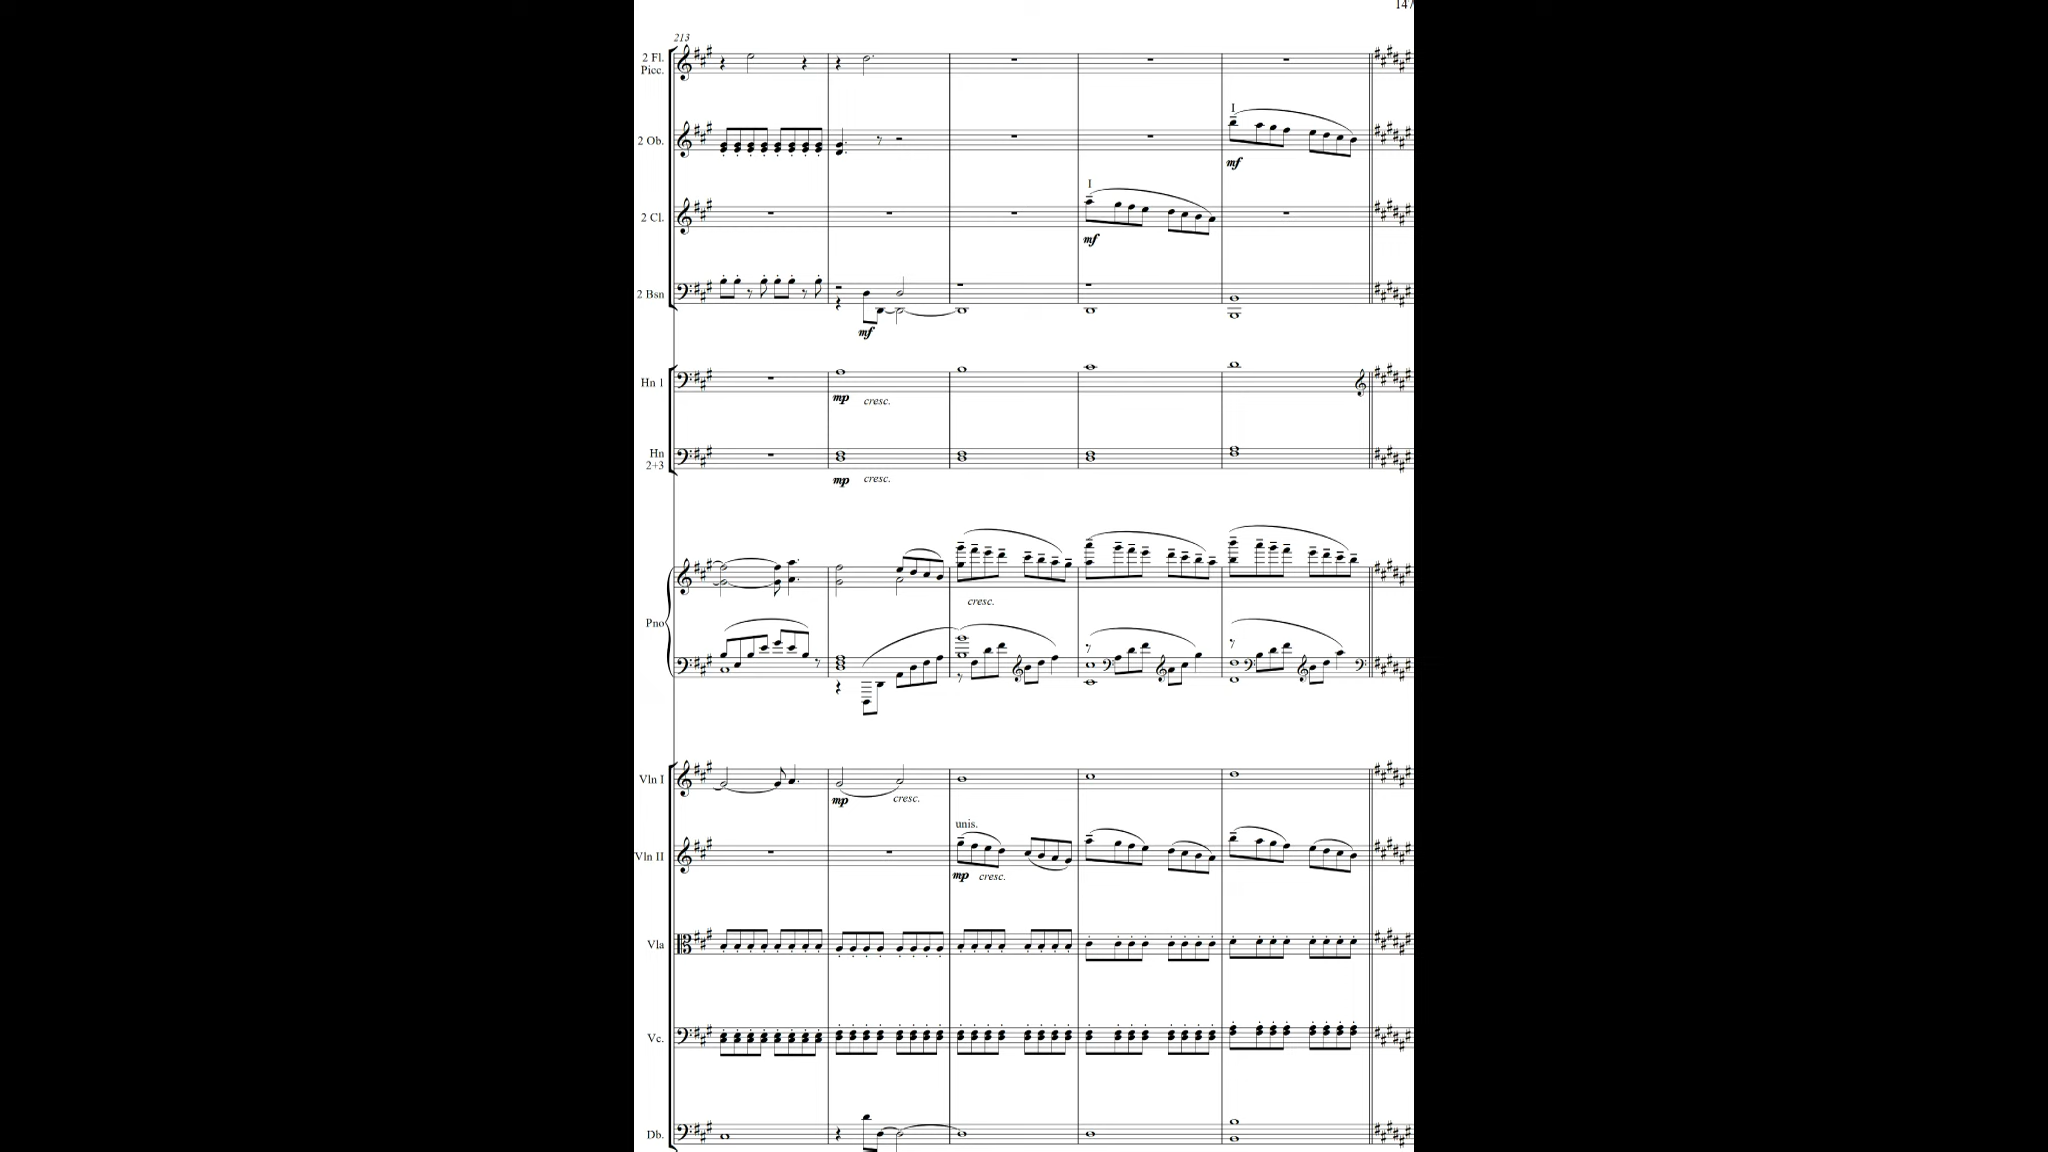 147
213
2 Fl.
Picc.
I
2 Ob.
mf
I
2 Cl.
mf
2 Bsn
mf
Hn 1
mp cresc.
Hn
2+3
mp cresc.
cresc.
Pno
Vln I
mp cresc.
unis.
Vln II
mp cresc.
Vla
Vc.
Db.